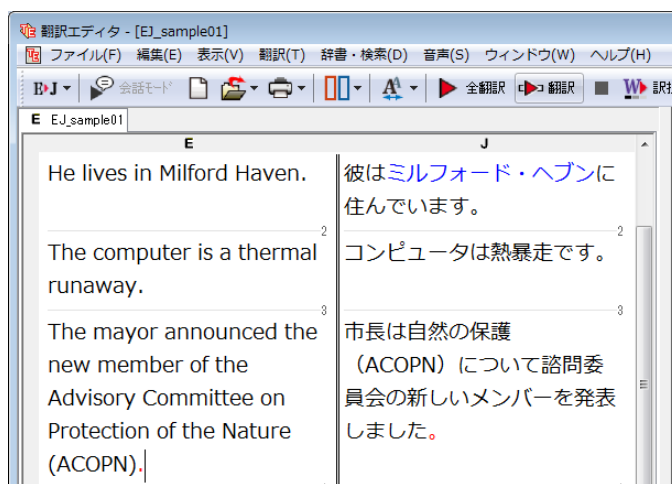 翻訳エディタ - [EJ_sample01]
ファイル(F) 編集(E) 表示(V) 翻訳(T) 辞書・検索(D) 音声(S) ウィンドウ(W) ヘルプ(H)
E▸J 会話モード 全翻訳 翻訳 W
E EJ_sample01
E J
He lives in Milford Haven.
彼はミルフォード・ヘブンに
住んでいます。
2 2
The computer is a thermal
runaway.
コンピュータは熱暴走です。
3 3
The mayor announced the
new member of the
Advisory Committee on
Protection of the Nature
(ACOPN).
市長は自然の保護
（ACOPN）について諮問委
員会の新しいメンバーを発表
しました。